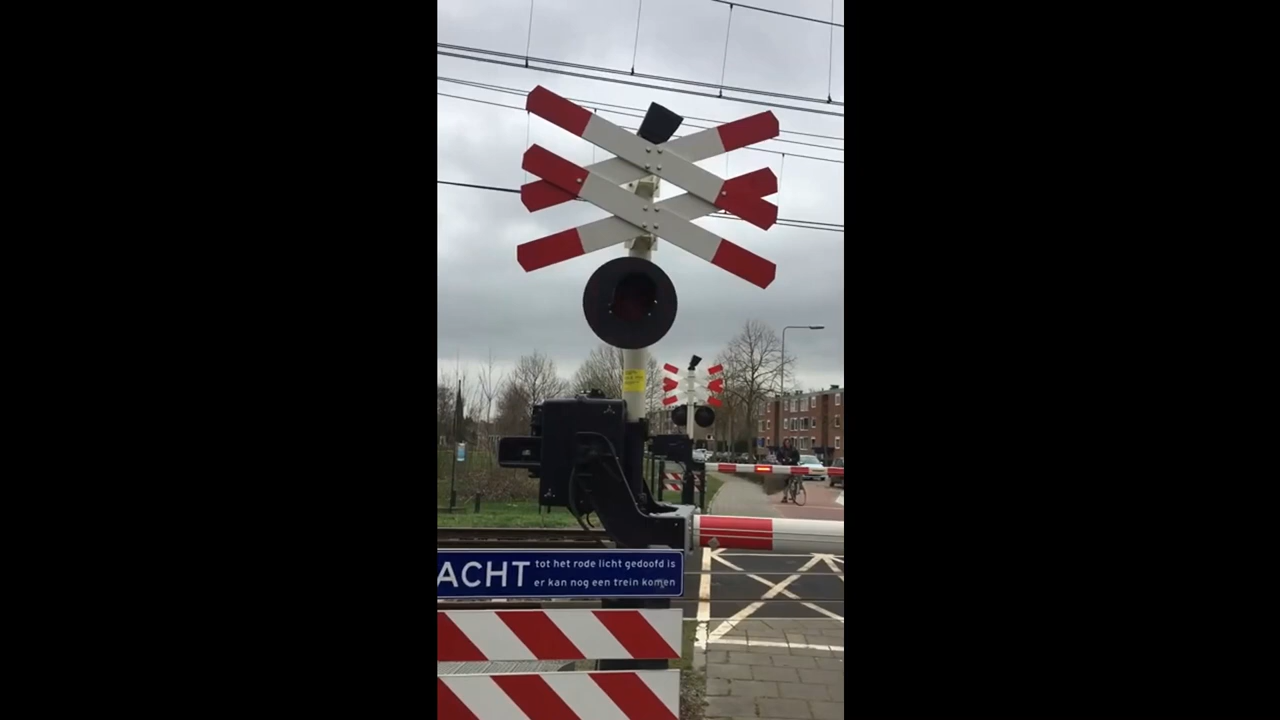 ACHT
tot het rode licht gedoofd is
er kan nog een trein komen